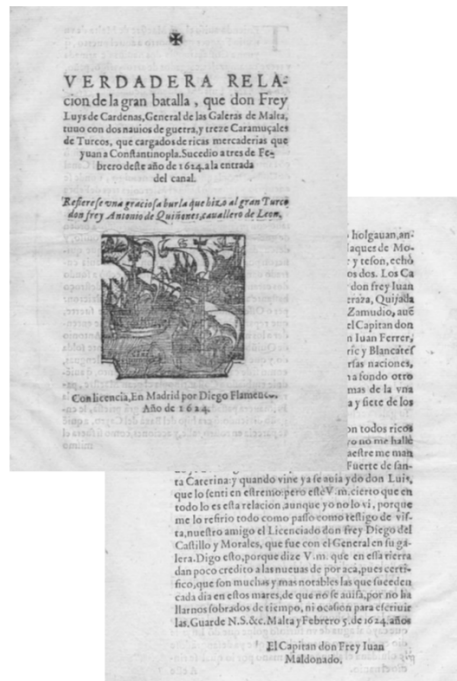 VERDADERA RELA-
cion de la gran batalla, que don Frey
Luys de Cardenas, General de las Galeras de Malta,
tuuo con dos nauios de guerra, y treze Caramuçales
de Turcos, que cargados de ricas mercaderias que
yuan a Constantinopla. Sucedio a tres de Fe-
brero deste año de 1624. a la entrada
del canal.
Refierese vna graciosa burla que hizo al gran Turco
don frey Antonio de Quiñones, cauallero de Leon.
Con licencia, En Madrid por Diego Flamenco.
Año de 1624.
holgauan, an-
laques de Mo-
y teson, echò
os dos. Los Ca
don frey Iuan
eraza, Quijada
Zamudio, auē
el Capitan don
n Iuan Ferrer,
ric y Blancafes
rsas naciones,
a fondo otro
mas de la vna
a y siete de los
on todos ricos
ro no me hallè
aestre me man
Fuerte de san-
ta Caterina: y quando vine ya se auia ydo don Luis,
que lo senti en estremo: pero estè V.m. cierto que en
todo lo es esta relacion, aunque yo no lo vi, porque
me lo refirio todo como passò como testigo de vis-
ta, nuestro amigo el Licenciado don frey Diego del
Castillo y Morales, que fue con el General en su ga-
lera. Digo esto, porque dize V.m. que en essa tierra
dan poco credito a las nueuas de por aca, pues certi-
fico, que son muchas y mas notables las que suceden
cada dia en estos mares, de que no se auisa, por no ha
llarnos sobrados de tiempo, ni ocasion para escriuir
las, Guarde N.S. &c. Malta y Febrero 5. de 1624. años
El Capitan don Frey Iuan
Maldonado.